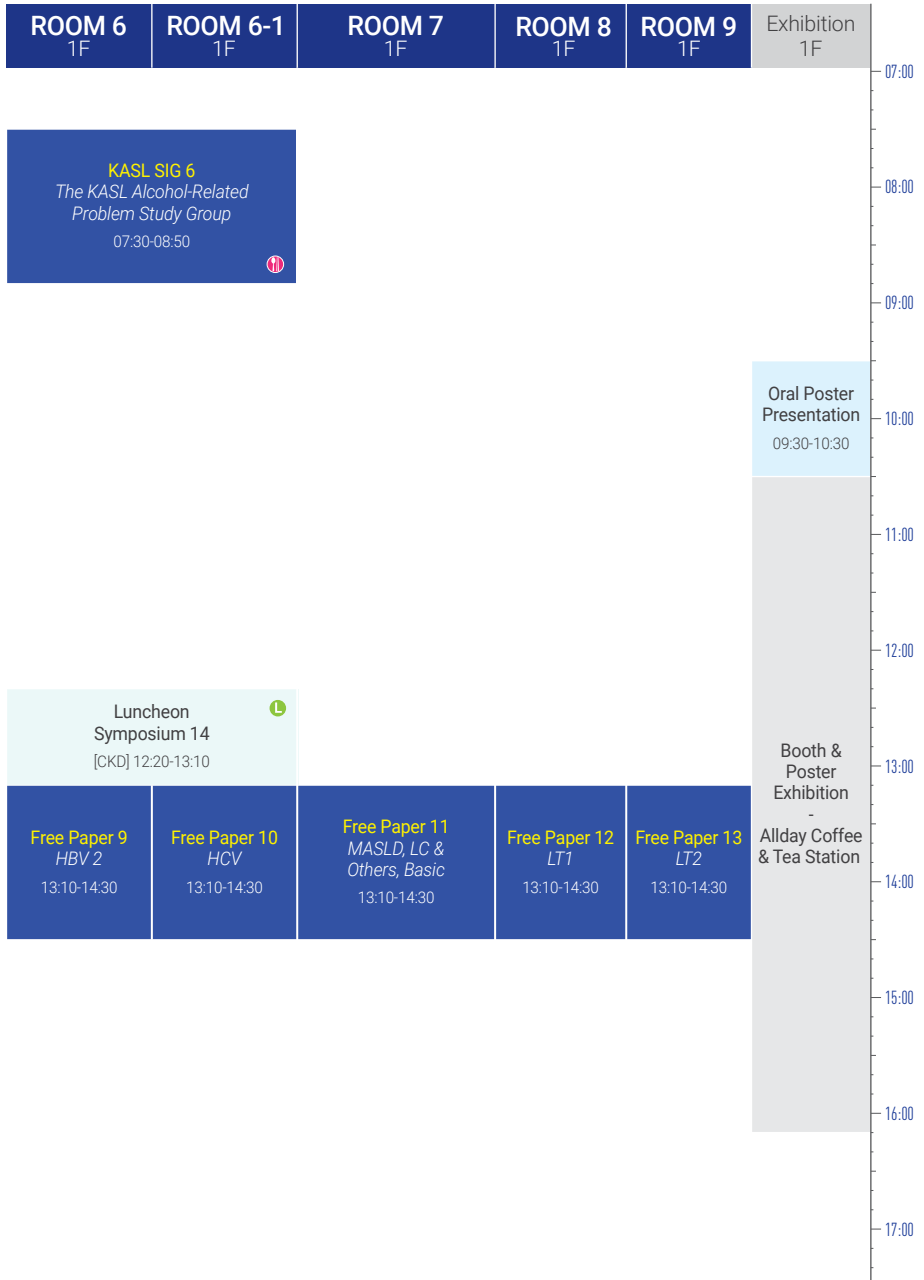 ROOM 6
1F
ROOM 6-1
1F
ROOM 7
1F
ROOM 8
1F
ROOM 9
1F
Exhibition
1F
07:00
KASL SIG 6
The KASL Alcohol-Related
Problem Study Group
07:30-08:50
08:00
09:00
Oral Poster
Presentation
09:30-10:30
10:00
11:00
12:00
Luncheon
Symposium 14
[CKD] 12:20-13:10
L
13:00
Booth &
Poster
Exhibition
-
Allday Coffee
& Tea Station
Free Paper 9
HBV 2
13:10-14:30
Free Paper 10
HCV
13:10-14:30
Free Paper 11
MASLD, LC &
Others, Basic
13:10-14:30
Free Paper 12
LT1
13:10-14:30
Free Paper 13
LT2
13:10-14:30
14:00
15:00
16:00
17:00